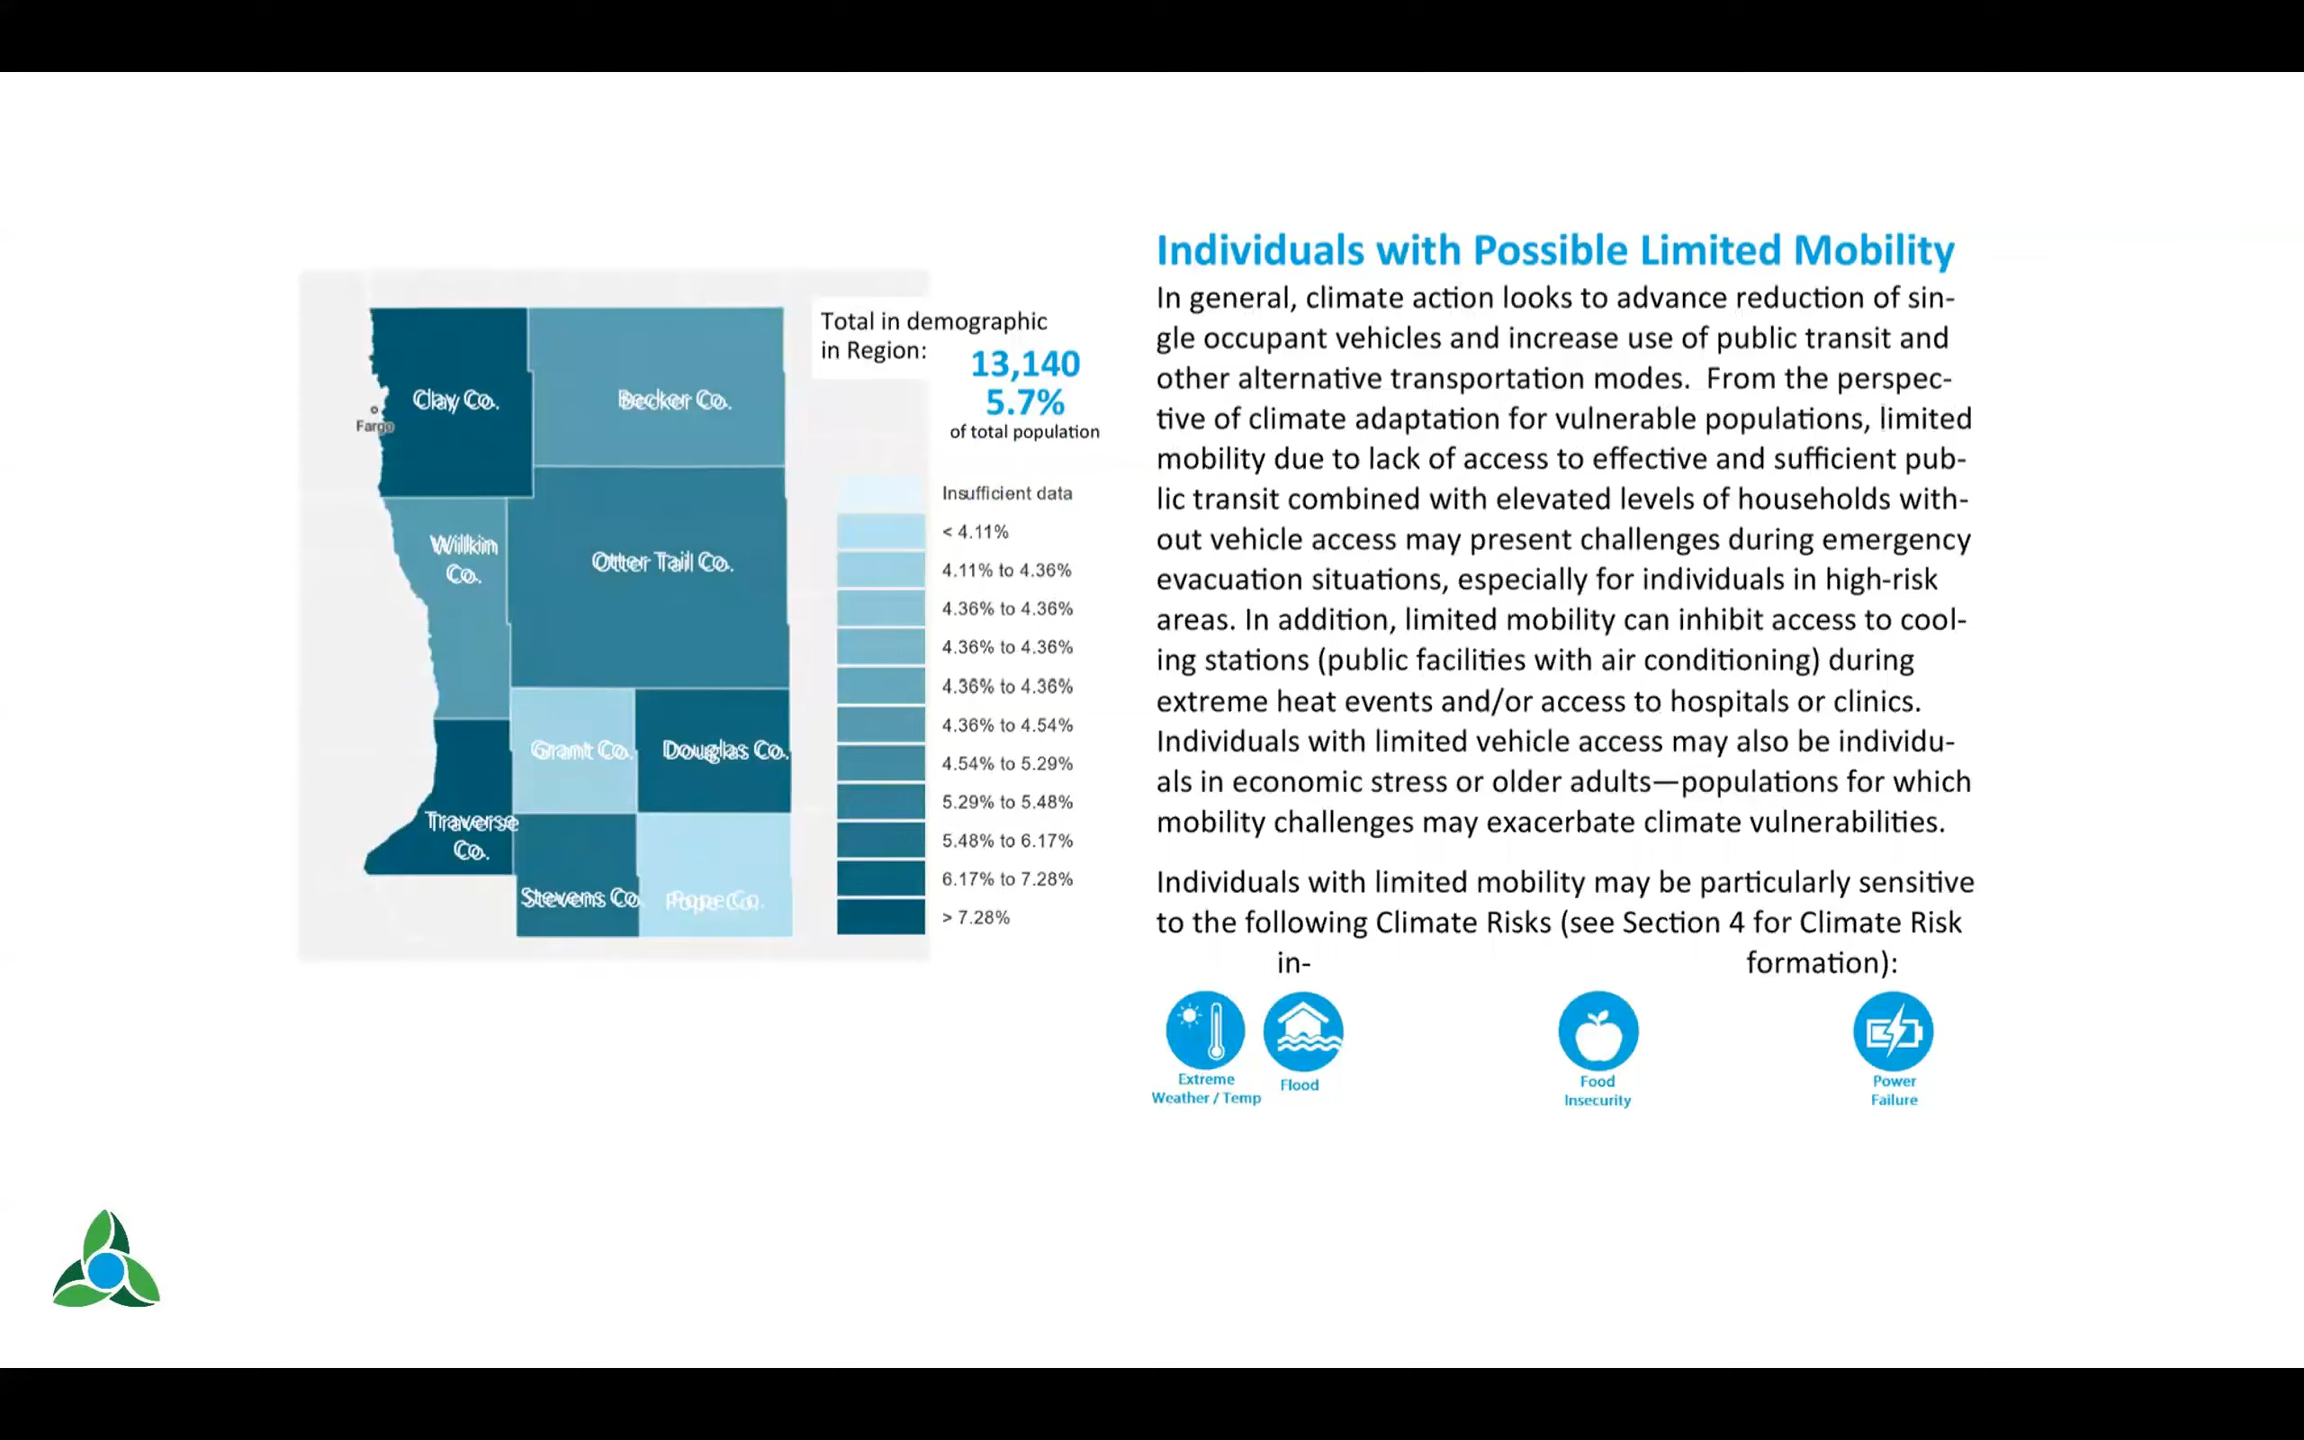 Individuals with Possible Limited Mobility
In general, climate action looks to advance reduction of sin-
gle occupant vehicles and increase use of public transit and
other alternative transportation modes.  From the perspec-
tive of climate adaptation for vulnerable populations, limited
mobility due to lack of access to effective and sufficient pub-
lic transit combined with elevated levels of households with-
out vehicle access may present challenges during emergency
evacuation situations, especially for individuals in high-risk
areas. In addition, limited mobility can inhibit access to cool-
ing stations (public facilities with air conditioning) during
extreme heat events and/or access to hospitals or clinics.
Individuals with limited vehicle access may also be individu-
als in economic stress or older adults—populations for which
mobility challenges may exacerbate climate vulnerabilities.
Individuals with limited mobility may be particularly sensitive
to the following Climate Risks (see Section 4 for Climate Risk
in- formation):
Extreme
Weather / Temp
Flood
Food
Insecurity
Power
Failure
Total in demographic
in Region:
13,140
5.7%
of total population
Insufficient data
< 4.11%
4.11% to 4.36%
4.36% to 4.36%
4.36% to 4.36%
4.36% to 4.36%
4.36% to 4.54%
4.54% to 5.29%
5.29% to 5.48%
5.48% to 6.17%
6.17% to 7.28%
> 7.28%
Clay Co.
Becker Co.
Fargo
Wilkin
Co.
Otter Tail Co.
Grant Co.
Douglas Co.
Traverse
Co.
Stevens Co.
Pope Co.